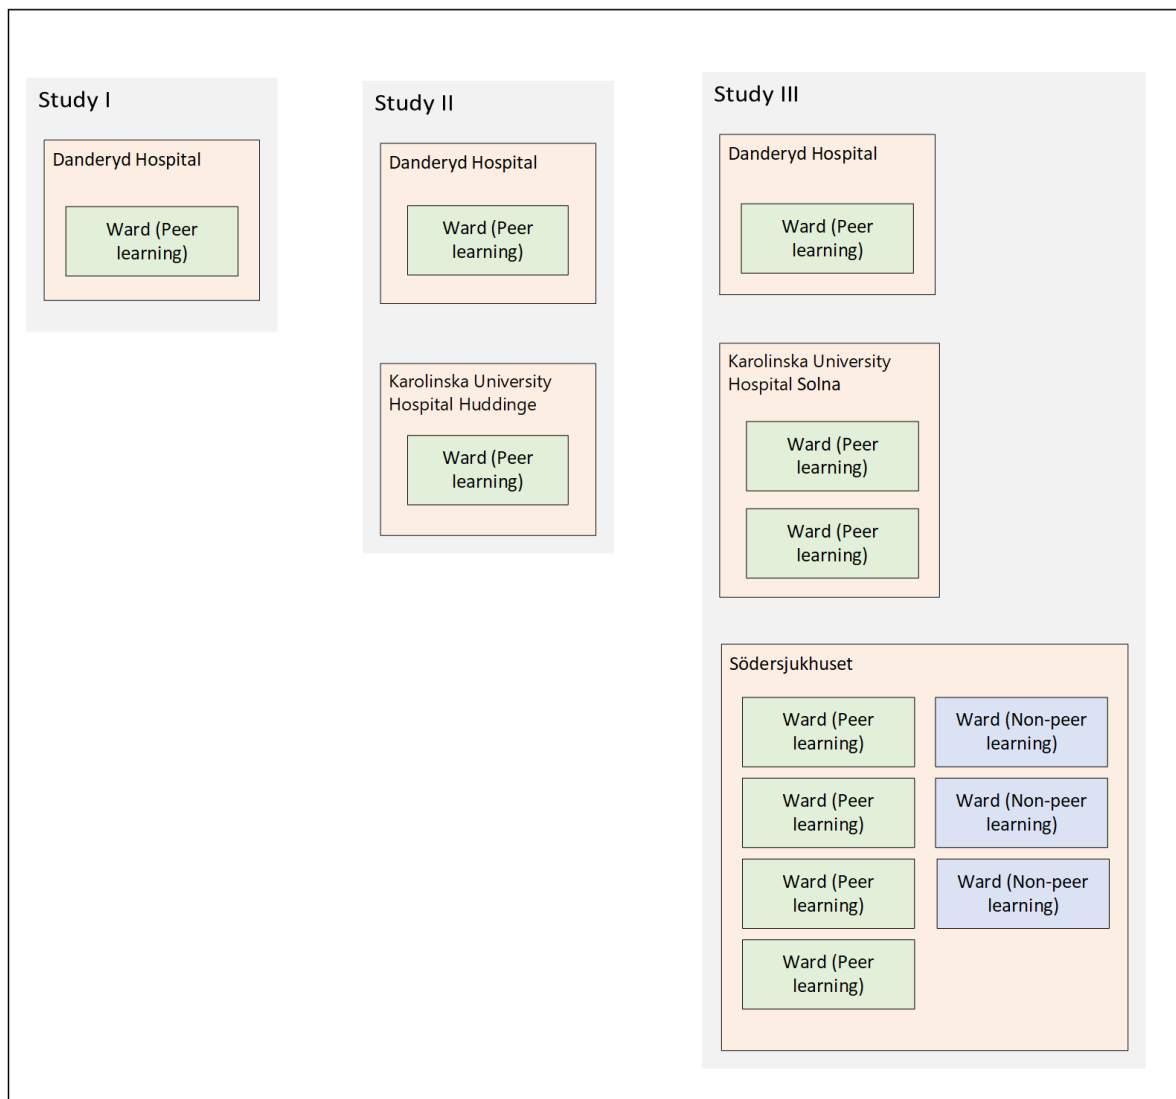 Study I
Danderyd Hospital
Ward (Peer
learning)
Study II
Danderyd Hospital
Ward (Peer
learning)
Karolinska University
Hospital Huddinge
Ward (Peer
learning)
Study III
Danderyd Hospital
Ward (Peer
learning)
Karolinska University
Hospital Solna
Ward (Peer
learning)
Ward (Peer
learning)
Södersjukhuset
Ward (Peer
learning)
Ward (Non-peer
learning)
Ward (Peer
learning)
Ward (Non-peer
learning)
Ward (Peer
learning)
Ward (Non-peer
learning)
Ward (Peer
learning)